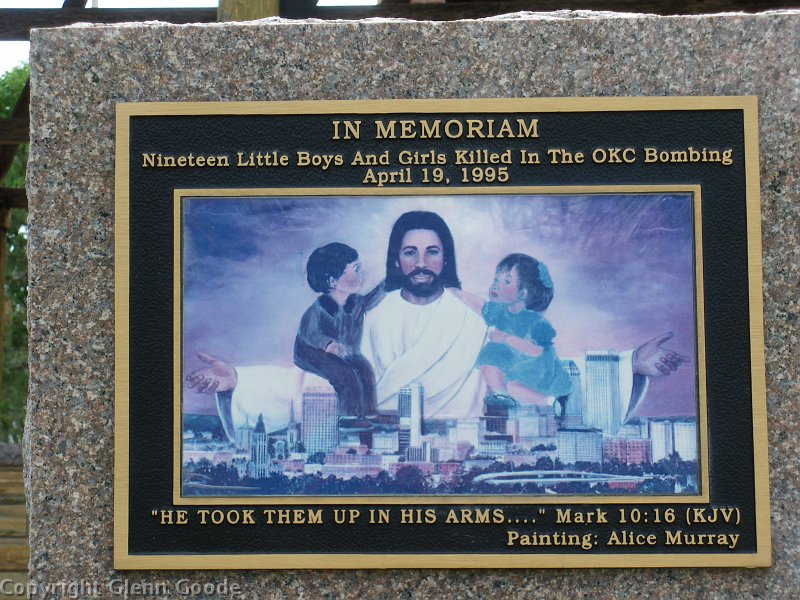 IN MEMORIAM
Nineteen Little Boys And Girls Killed In The OKC Bombing
April 19, 1995
"HE TOOK THEM UP IN HIS ARMS...." Mark 10:16 (KJV)
Painting: Alice Murray
Copyright Glenn Goode